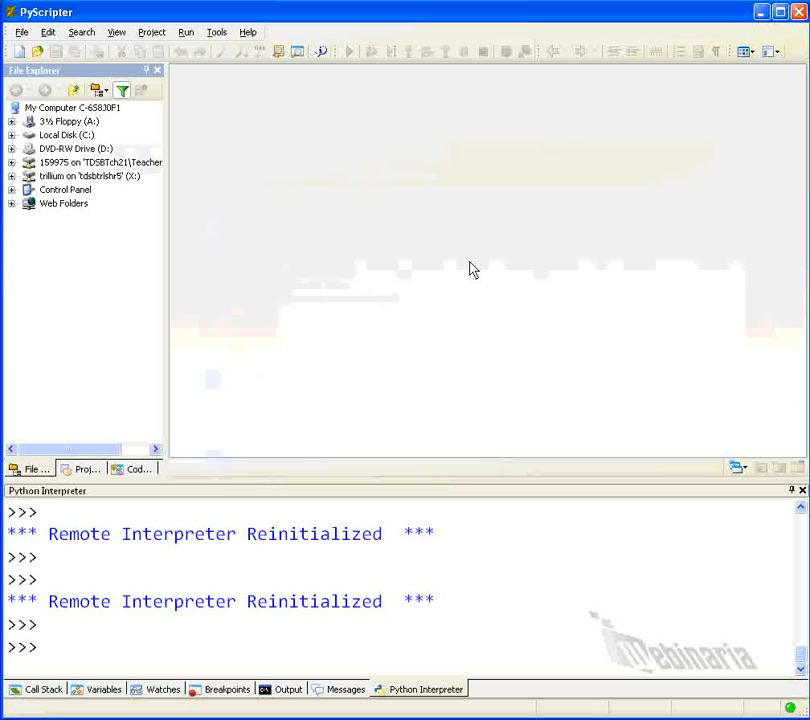 PyScripter
File Edit Search View Project Run Tools Help
File Explorer
My Computer C-6S8J0F1
3½ Floppy (A:)
Local Disk (C:)
DVD-RW Drive (D:)
159975 on 'TDSBTch21\Teacher
trillium on 'tdsbtrlshr5' (X:)
Control Panel
Web Folders
File ... Proj... Cod...
Python Interpreter
>>>
*** Remote Interpreter Reinitialized ***
>>>
>>>
*** Remote Interpreter Reinitialized ***
>>>
>>>
Webinaria
Call Stack Variables Watches Breakpoints Output Messages Python Interpreter